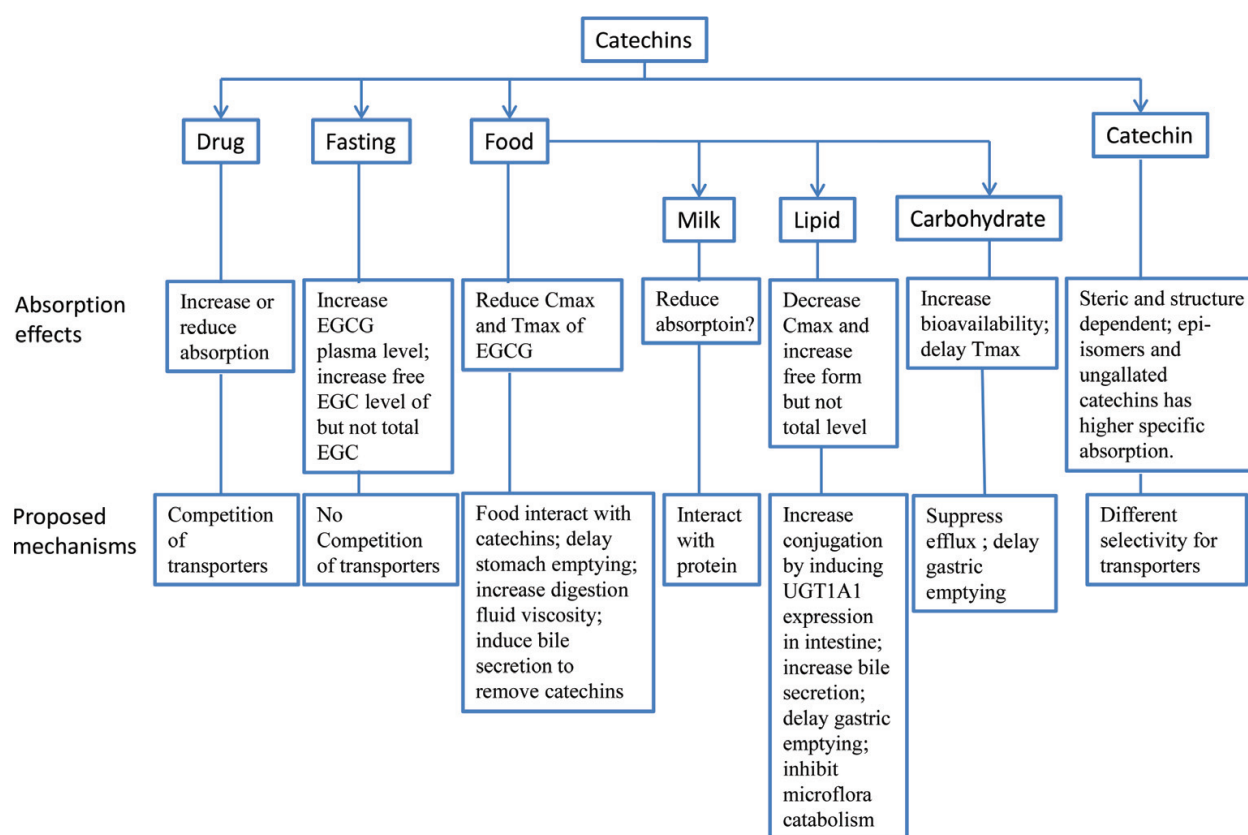 Catechins
Drug
Fasting
Food
Catechin
Milk
Lipid
Carbohydrate
Absorption
effects
Increase or
reduce
absorption
Increase
EGCG
plasma level;
increase free
EGC level of
but not total
EGC
Reduce Cmax
and Tmax of
EGCG
Reduce
absorptoin?
Decrease
Cmax and
increase
free form
but not
total level
Increase
bioavailability;
delay Tmax
Steric and structure
dependent; epi-
isomers and
ungallated
catechins has
higher specific
absorption.
Proposed
mechanisms
Competition
of
transporters
No
Competition
of transporters
Food interact with
catechins; delay
stomach emptying;
increase digestion
fluid viscosity;
induce bile
secretion to
remove catechins
Interact
with
protein
Increase
conjugation
by inducing
UGT1A1
expression
in intestine;
increase bile
secretion;
delay gastric
emptying;
inhibit
microflora
catabolism
Suppress
efflux ; delay
gastric
emptying
Different
selectivity for
transporters